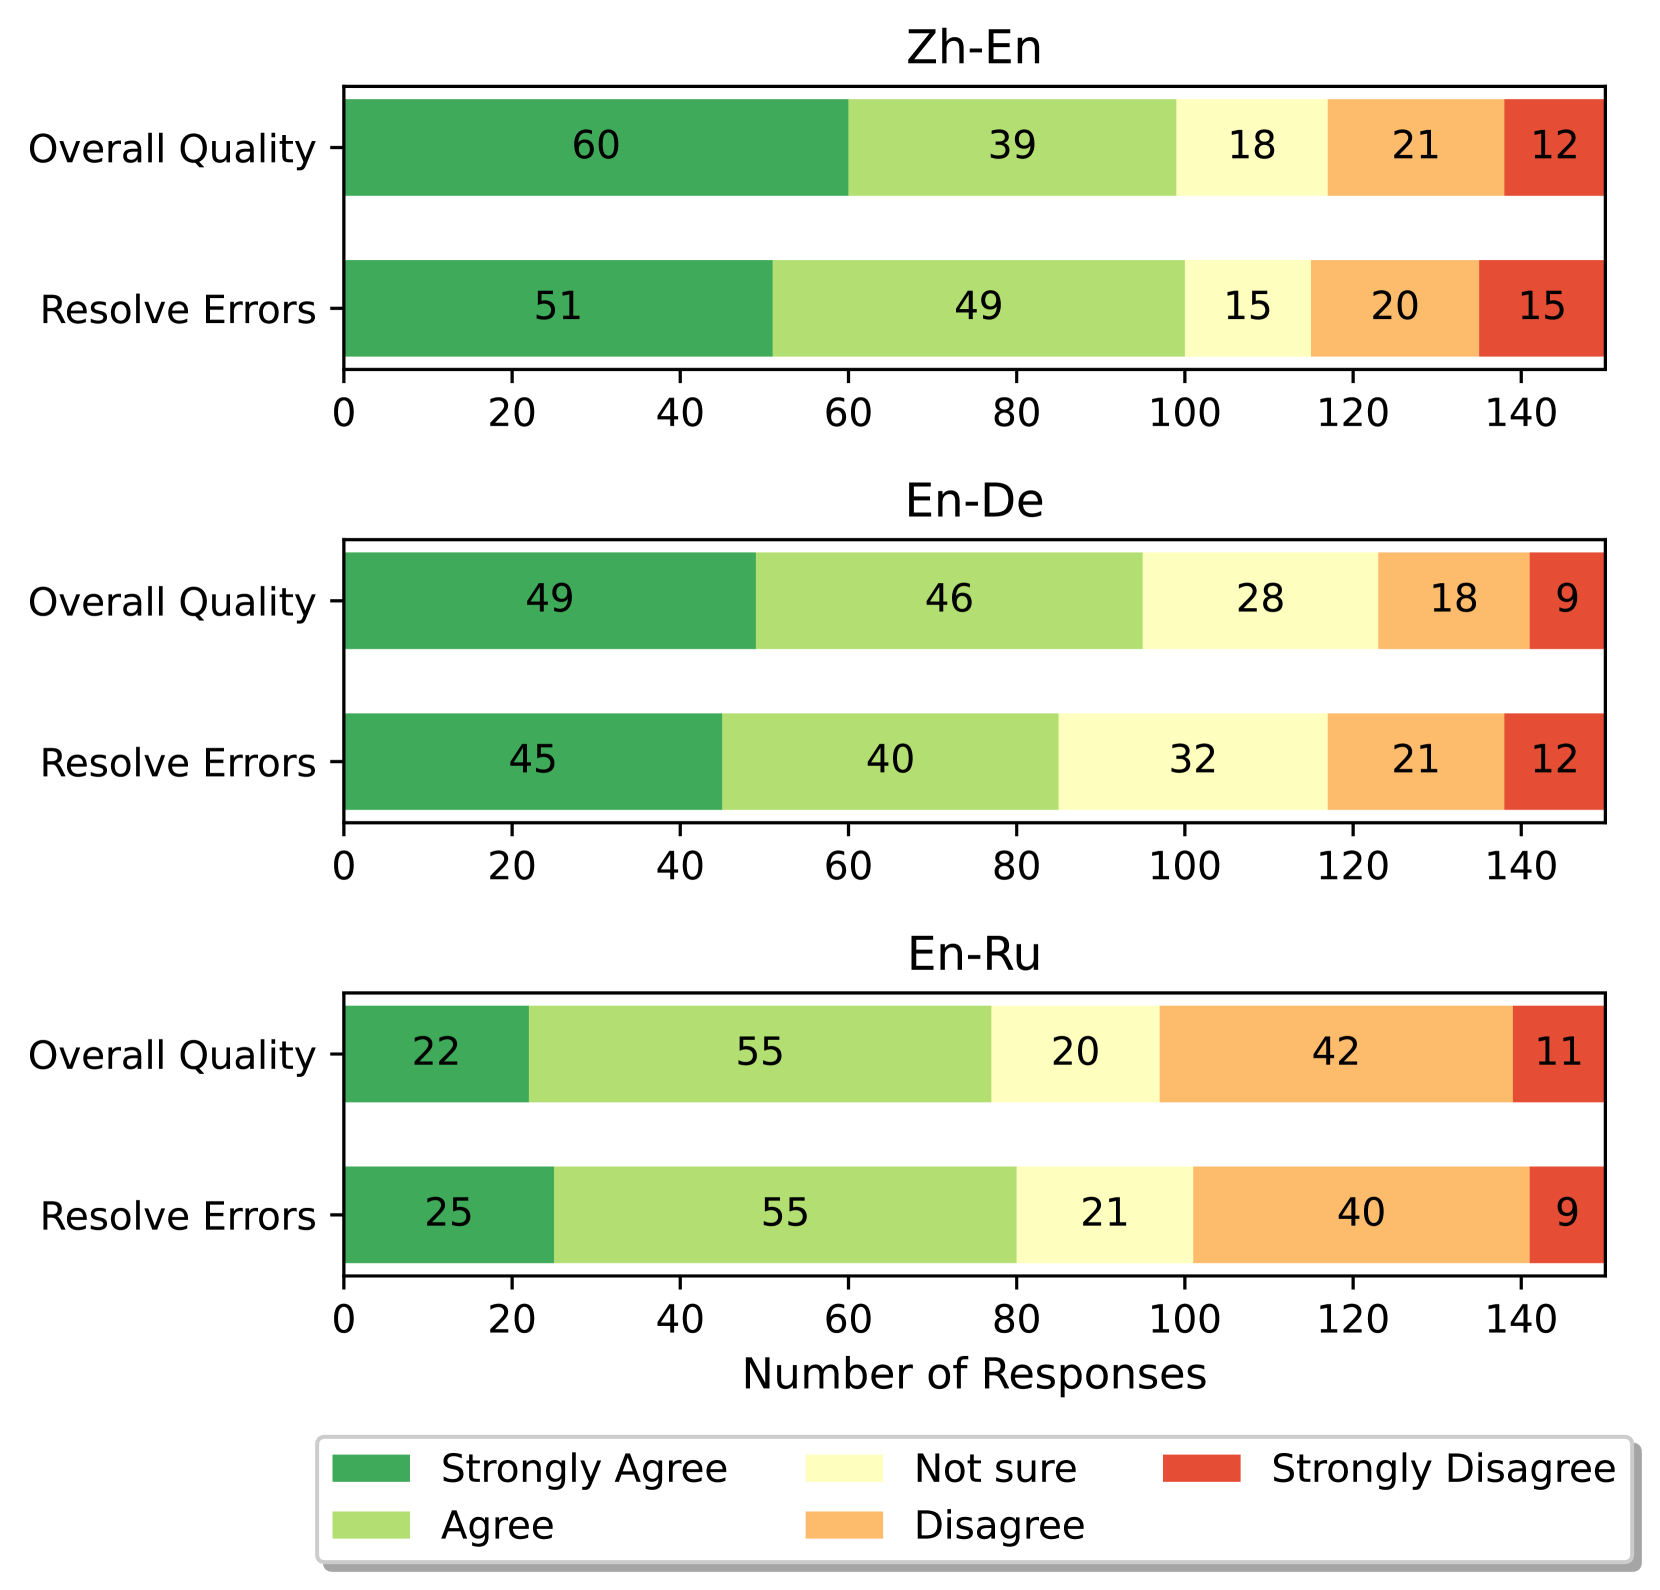 Zh-En
Overall Quality 60 39 18 21 12
Resolve Errors 51 49 15 20 15
0 20 40 60 80 100 120 140
En-De
Overall Quality 49 46 28 18 9
Resolve Errors 45 40 32 21 12
0 20 40 60 80 100 120 140
En-Ru
Overall Quality 22 55 20 42 11
Resolve Errors 25 55 21 40 9
0 20 40 60 80 100 120 140
Number of Responses
Strongly Agree Not sure Strongly Disagree
Agree Disagree